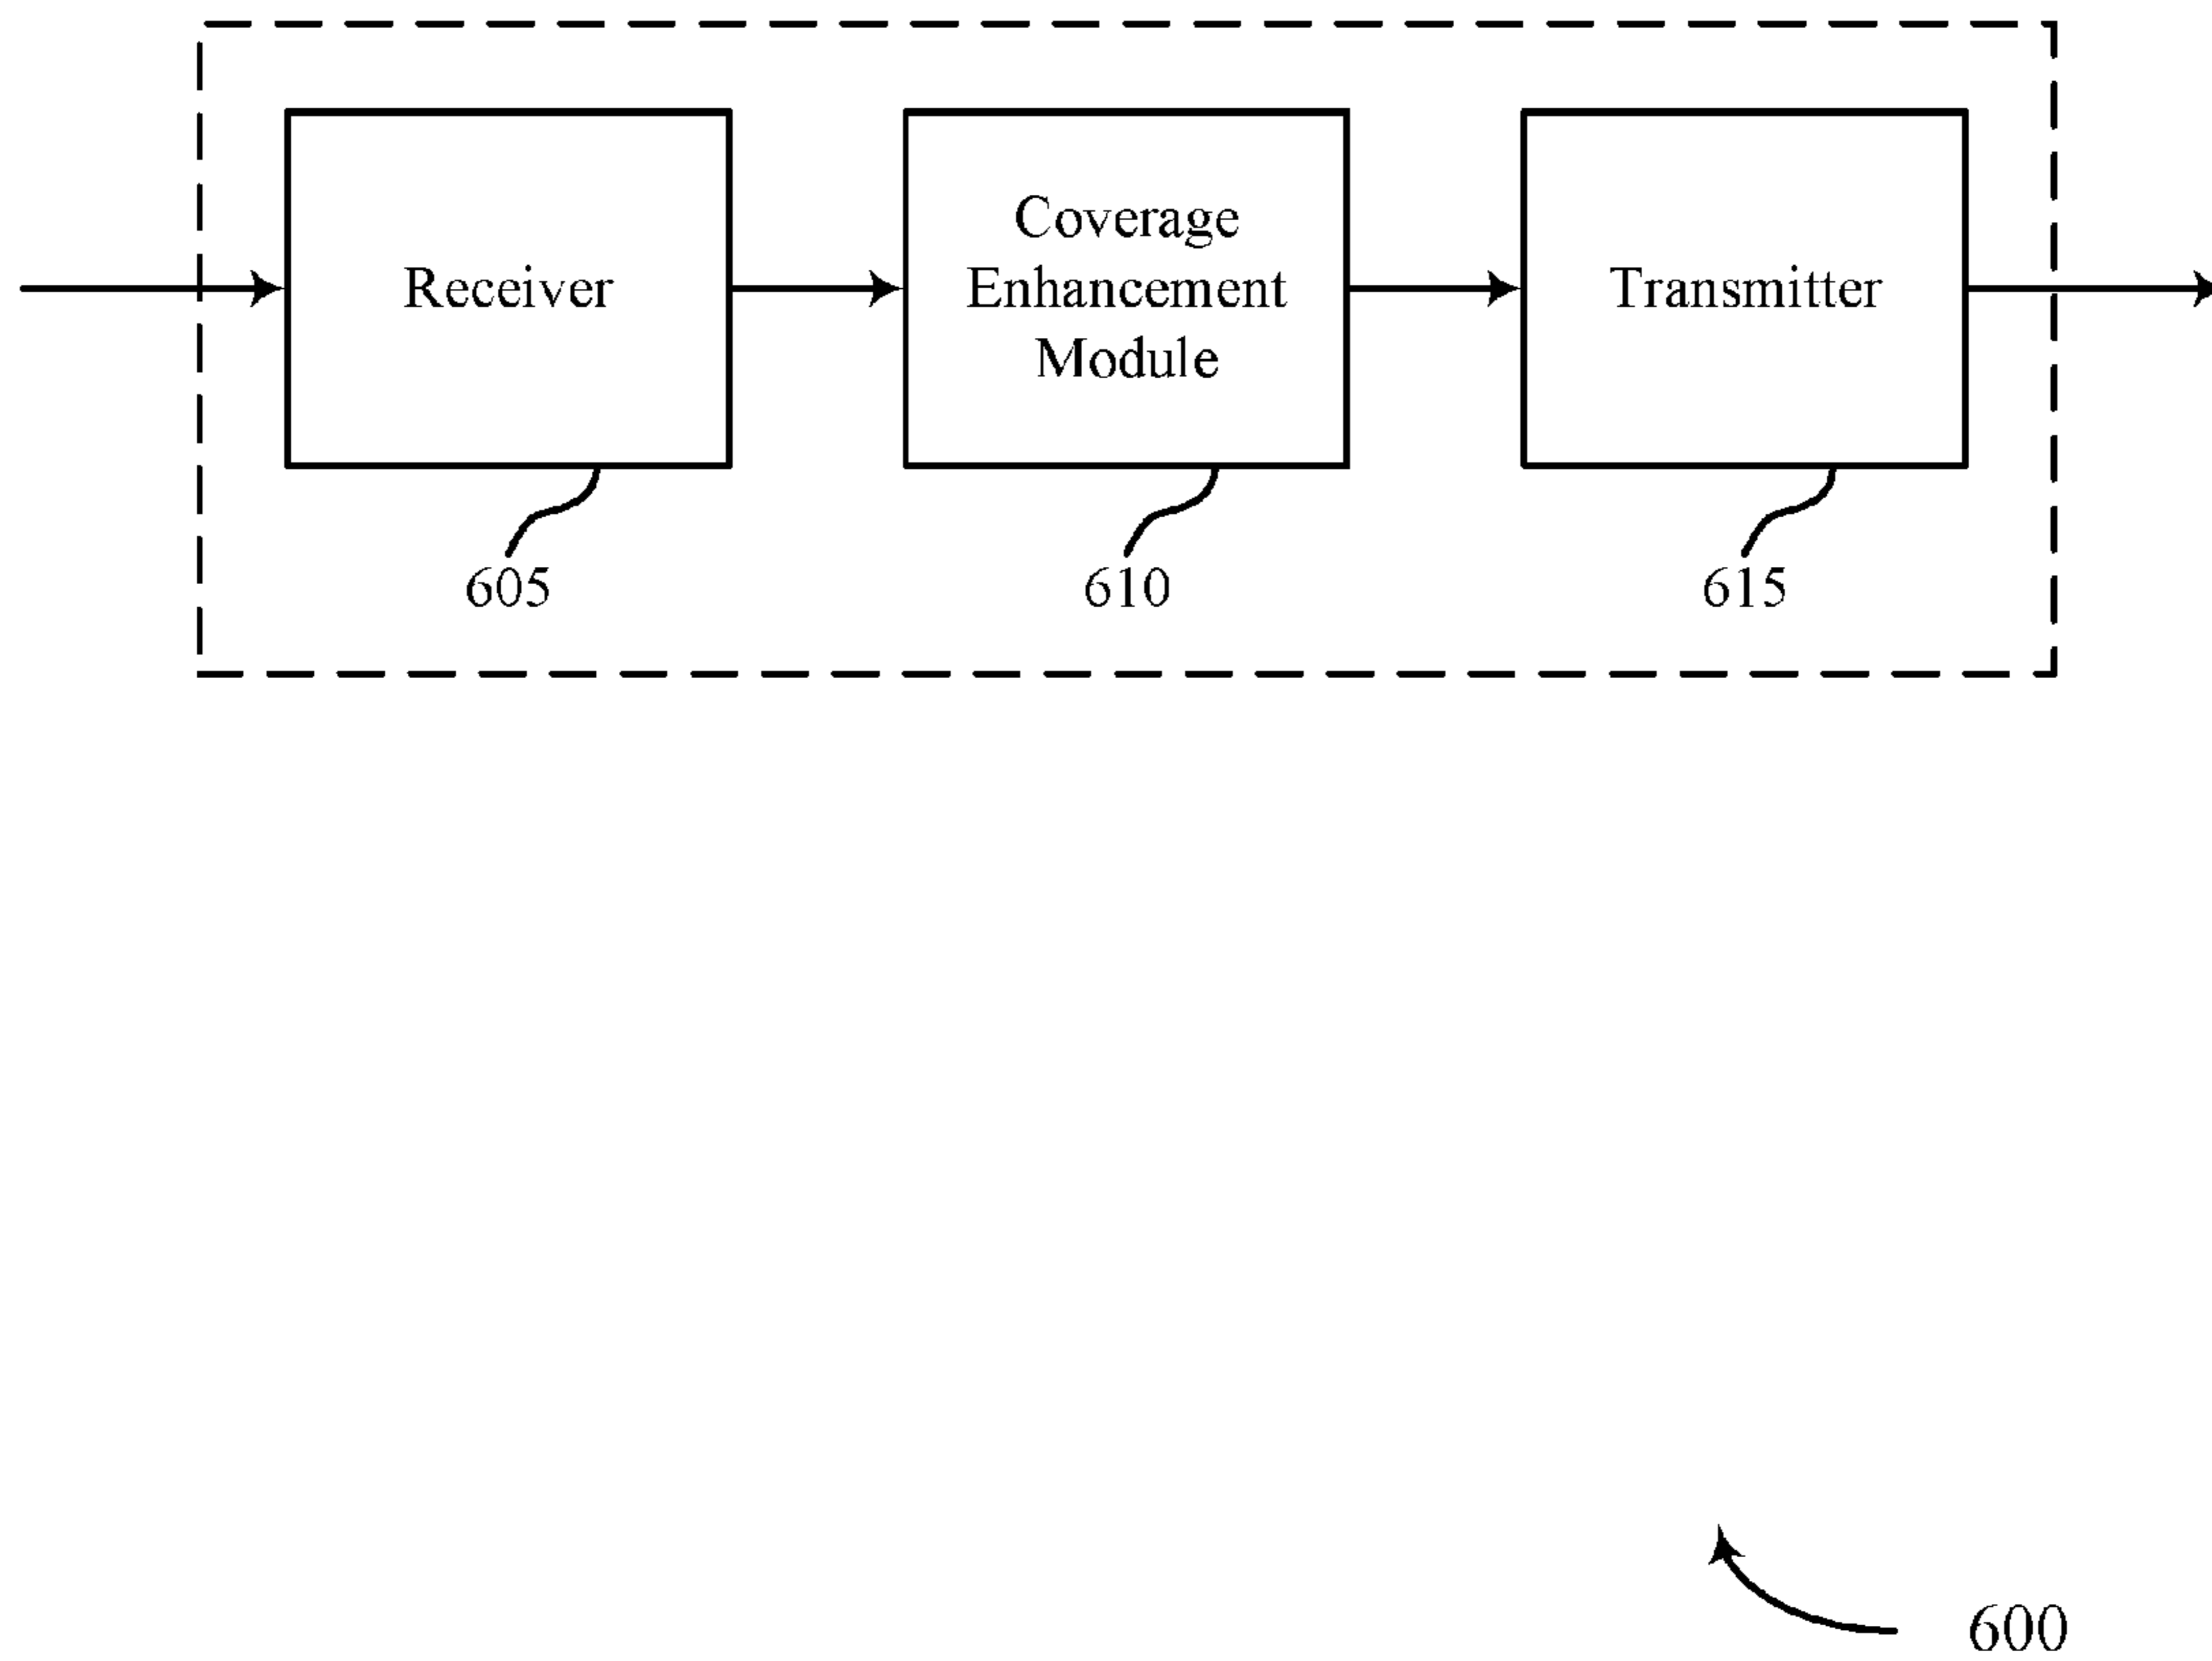 Receiver
Coverage
Enhancement
Module
Transmitter
605
610
615
600